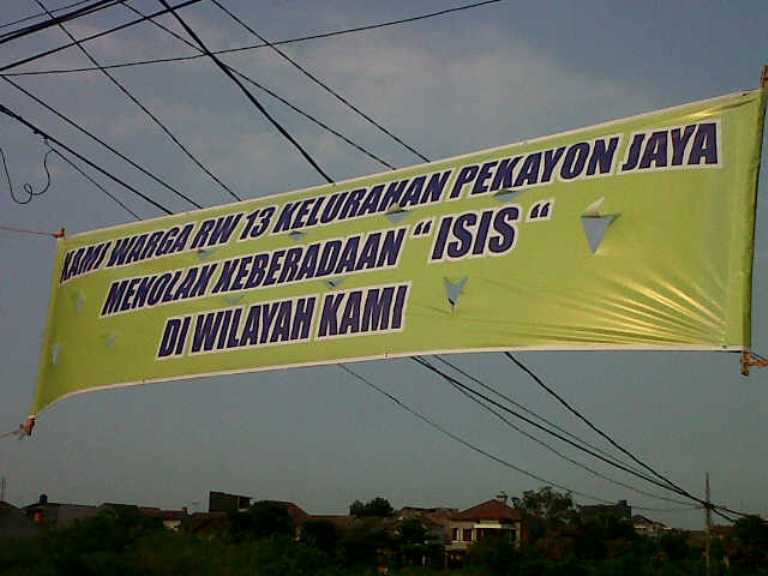 KAMI WARGA RW 13 KELURAHAN PEKAYON JAYA
MENOLAK KEBERADAAN "ISIS"
DI WILAYAH KAMI